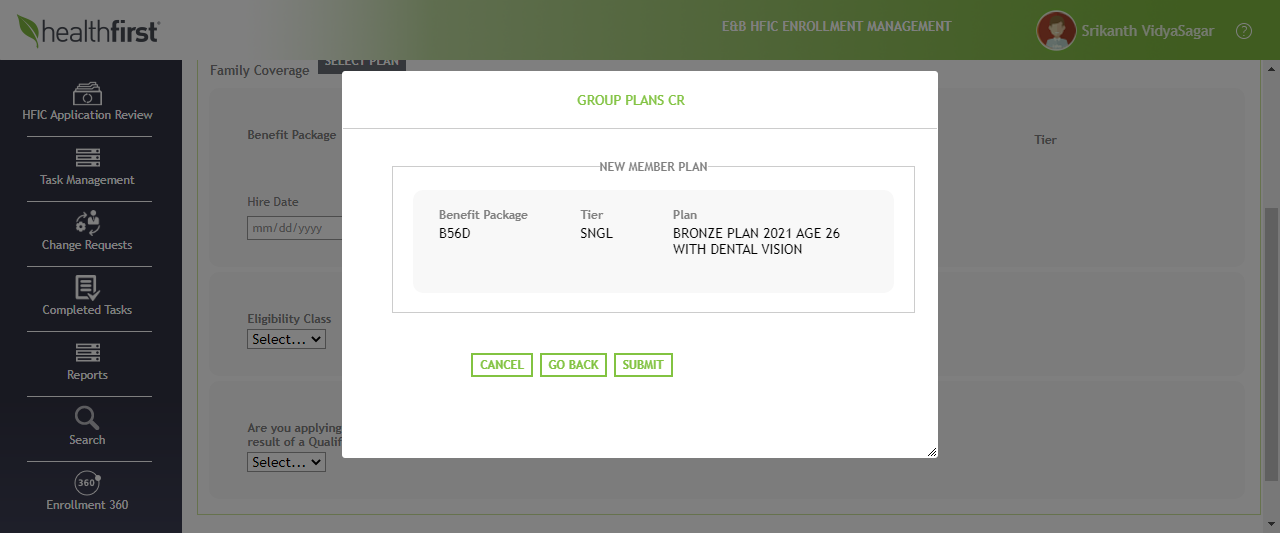 healthfirst
E&B HFIC ENROLLMENT MANAGEMENT
Srikanth VidyaSagar
?
HFIC Application Review
Task Management
Change Requests
Completed Tasks
Reports
Search
360
Enrollment 360
Family Coverage
SELECT PLAN
Benefit Package
Tier
Hire Date
mm/dd/yyyy
Eligibility Class
Select...
Are you applying
result of a Qualif
Select...
GROUP PLANS CR
NEW MEMBER PLAN
Benefit Package Tier Plan
B56D SNGL BRONZE PLAN 2021 AGE 26
WITH DENTAL VISION
CANCEL GO BACK SUBMIT